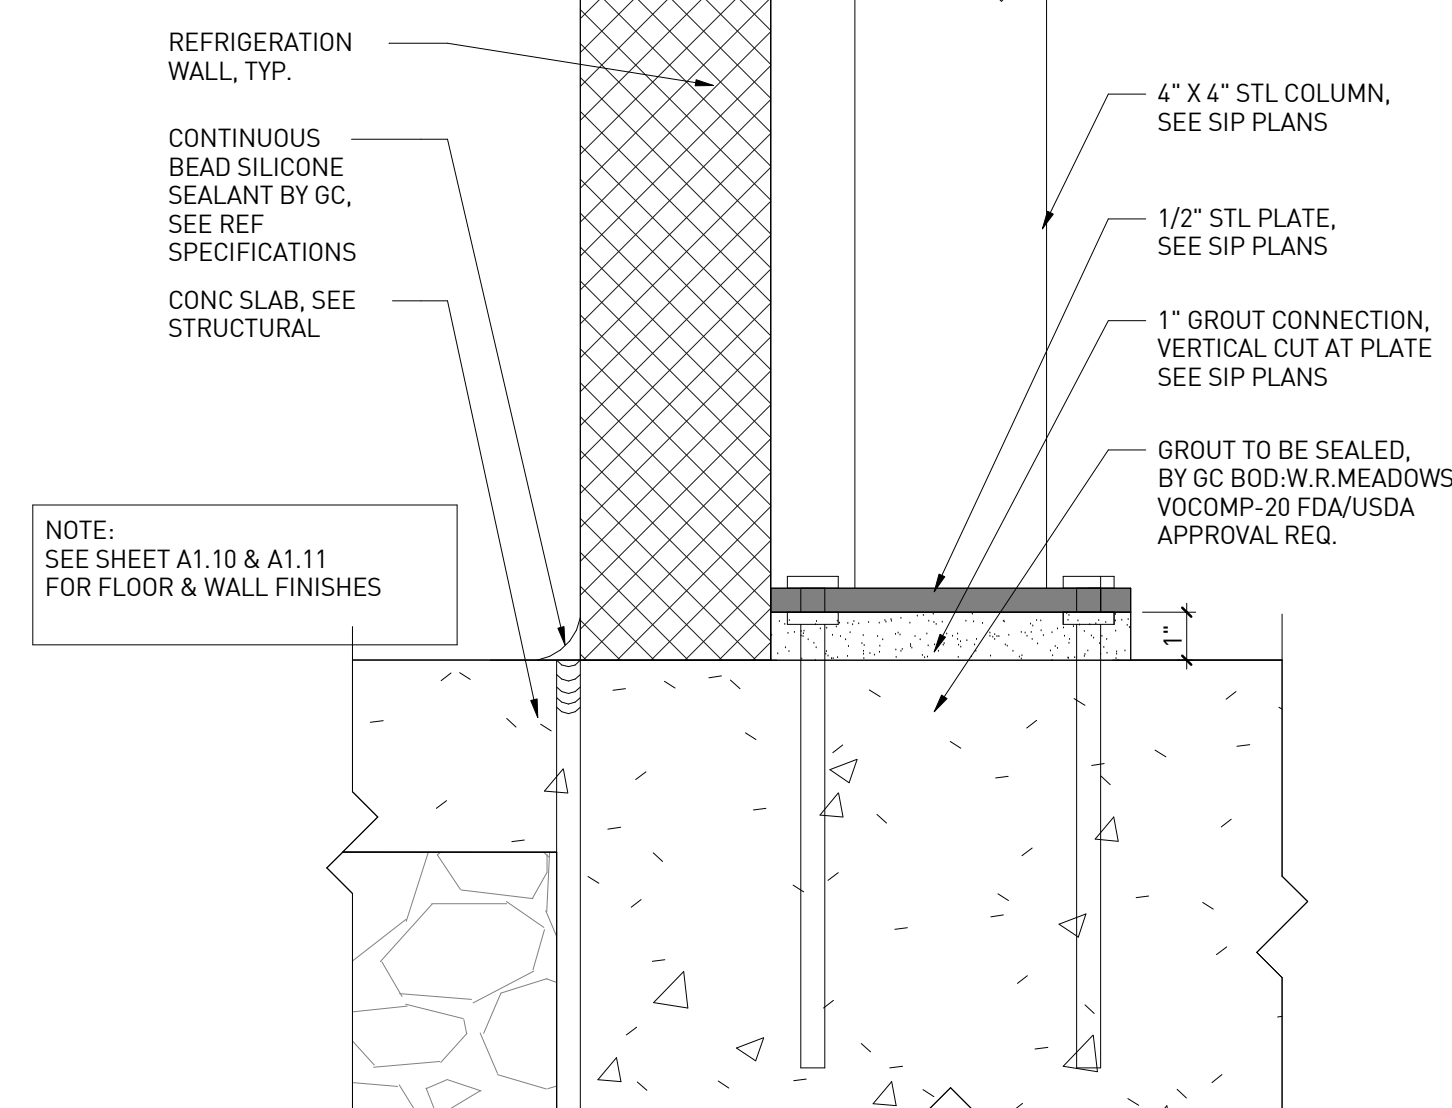 REFRIGERATION
WALL, TYP.
CONTINUOUS
BEAD SILICONE
SEALANT BY GC,
SEE REF
SPECIFICATIONS
CONC SLAB, SEE
STRUCTURAL
NOTE:
SEE SHEET A1.10 & A1.11
FOR FLOOR & WALL FINISHES
4" X 4" STL COLUMN,
SEE SIP PLANS
1/2" STL PLATE,
SEE SIP PLANS
1" GROUT CONNECTION,
VERTICAL CUT AT PLATE
SEE SIP PLANS
GROUT TO BE SEALED,
BY GC BOD:W.R.MEADOWS
VOCOMP-20 FDA/USDA
APPROVAL REQ.
1"